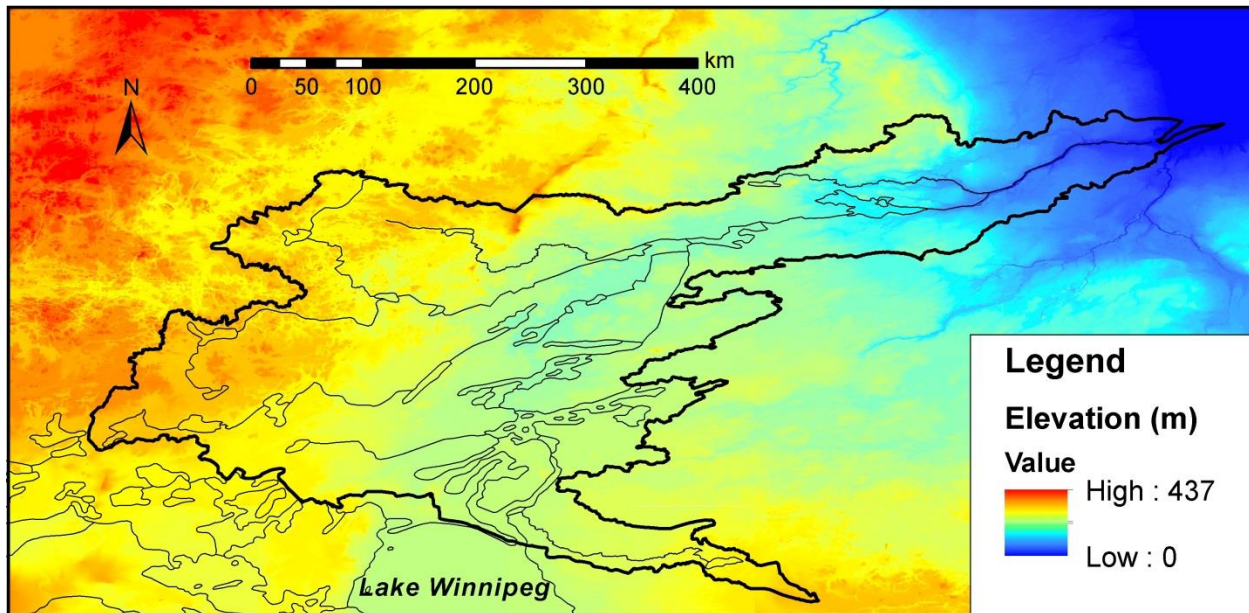 km
0 50 100 200 300 400
N
Lake Winnipeg
Legend
Elevation (m)
Value
High : 437
Low : 0